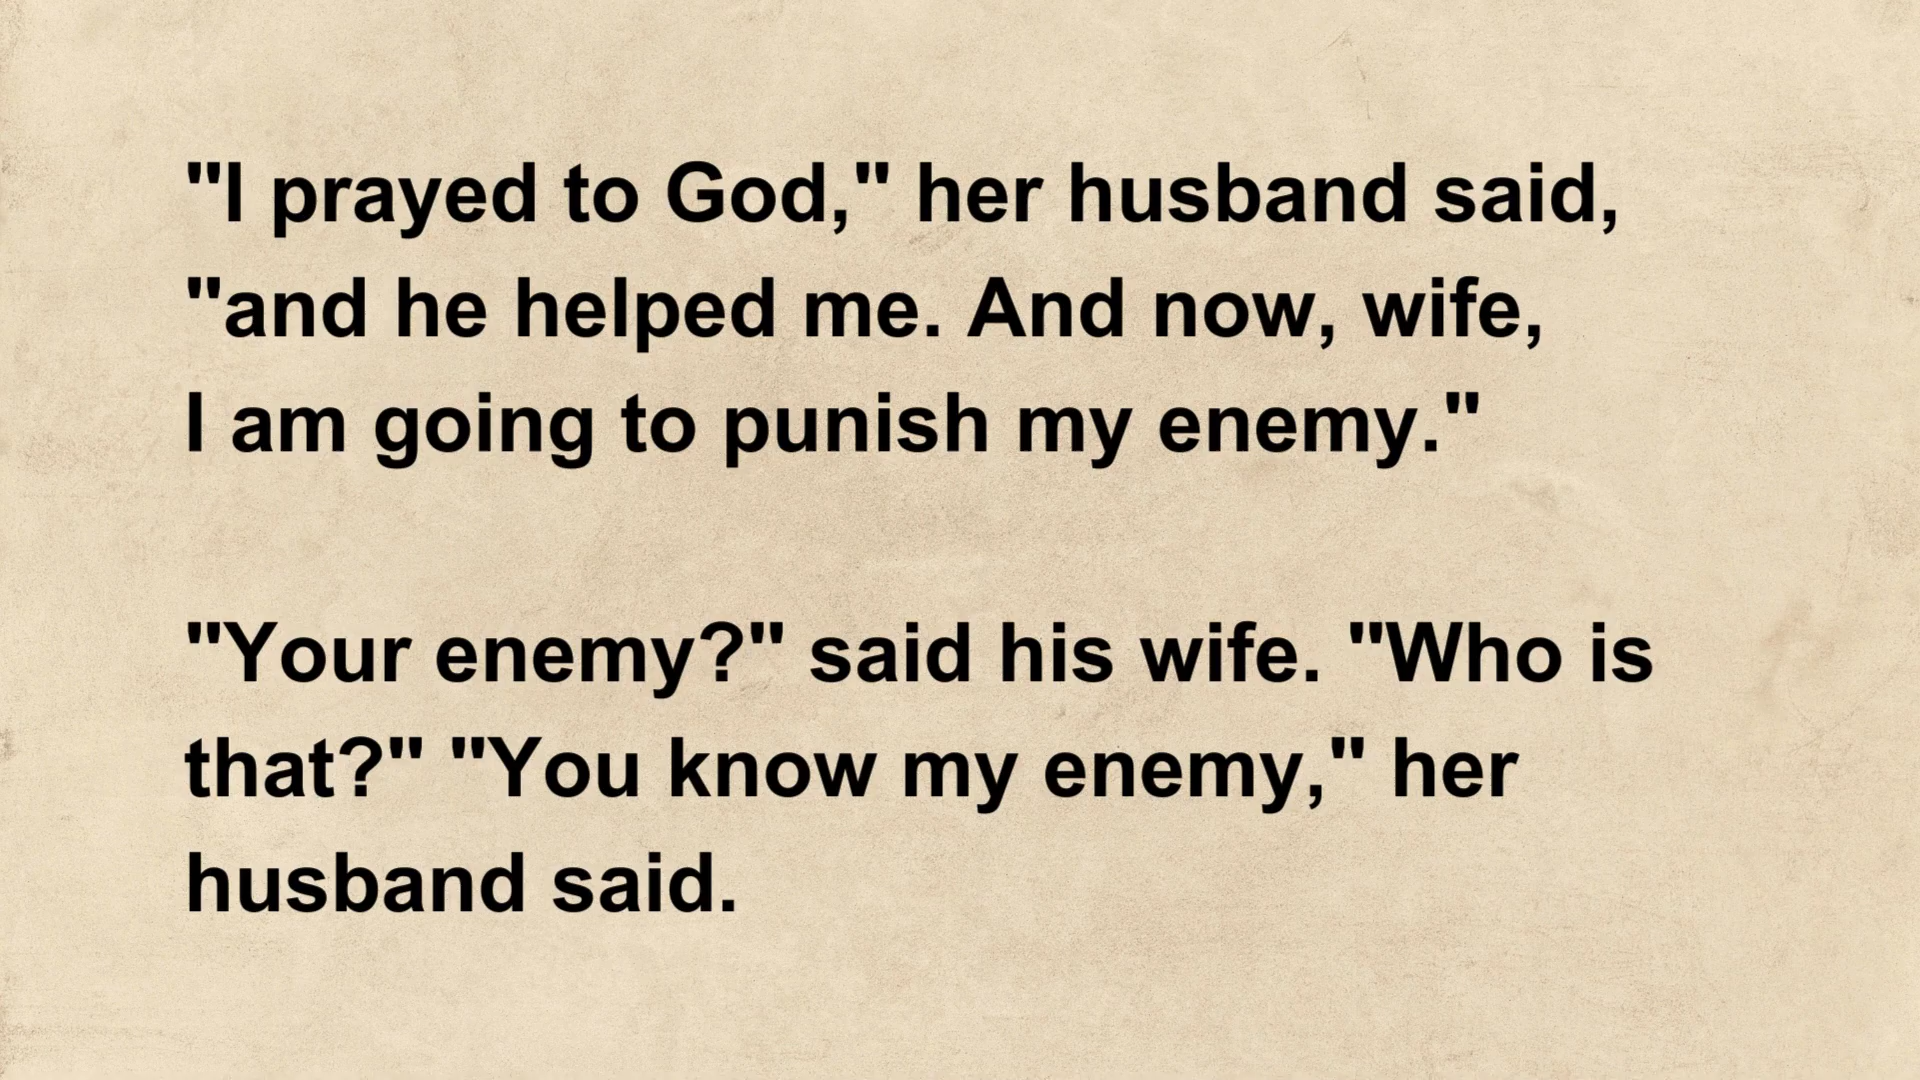 "I prayed to God," her husband said,
"and he helped me. And now, wife,
I am going to punish my enemy."
"Your enemy?" said his wife. "Who is
that?" "You know my enemy," her
husband said.